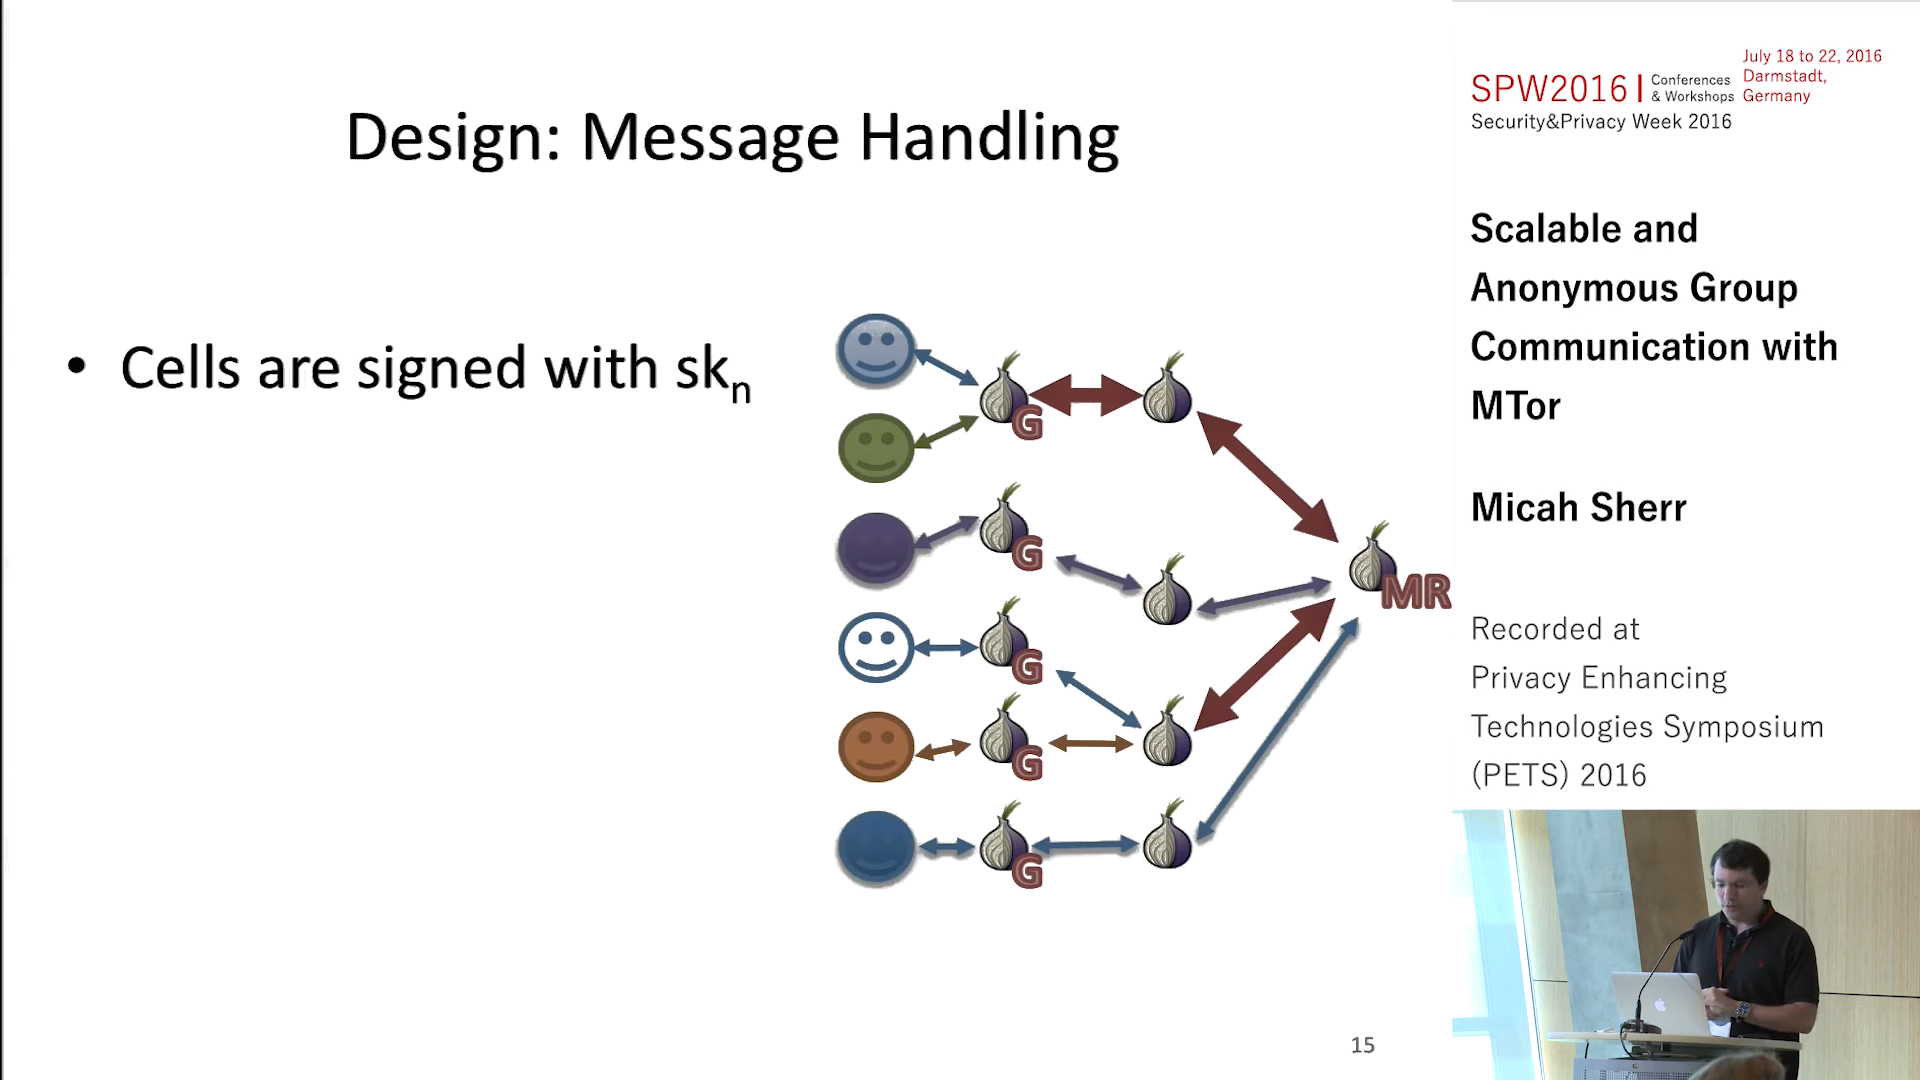 Design: Message Handling
• Cells are signed with skn
G
G
G
G
G
MR
15
SPW2016 | Conferences & Workshops
July 18 to 22, 2016
Darmstadt,
Germany
Security&Privacy Week 2016
Scalable and
Anonymous Group
Communication with
MTor
Micah Sherr
Recorded at
Privacy Enhancing
Technologies Symposium
(PETS) 2016